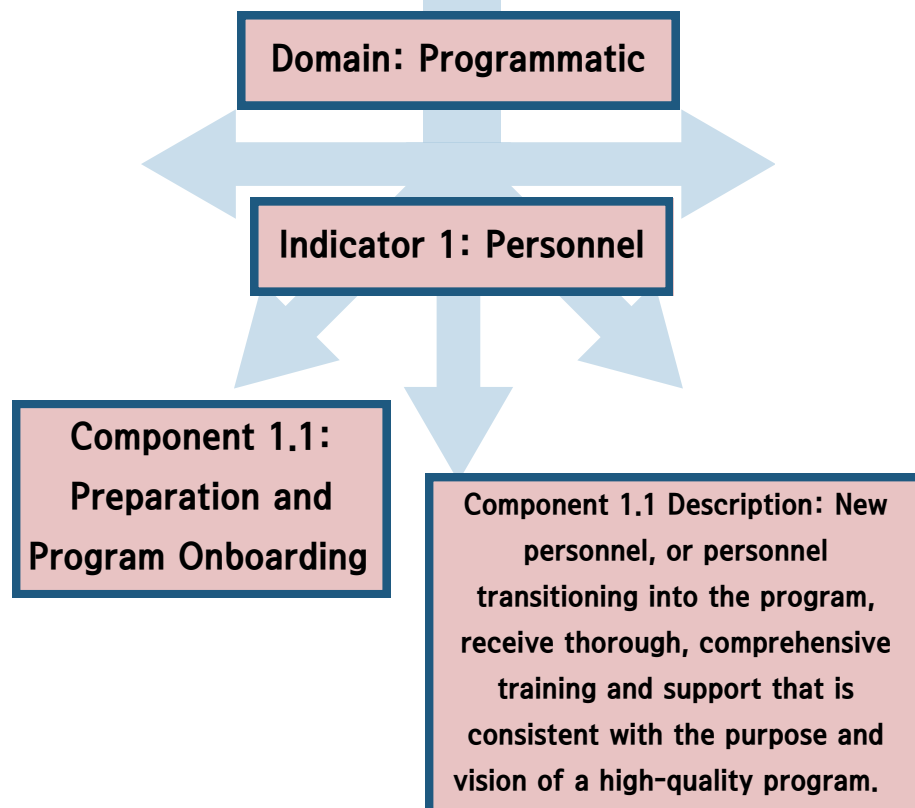 Domain: Programmatic
Indicator 1: Personnel
Component 1.1:
Preparation and
Program Onboarding
Component 1.1 Description: New
personnel, or personnel
transitioning into the program,
receive thorough, comprehensive
training and support that is
consistent with the purpose and
vision of a high-quality program.